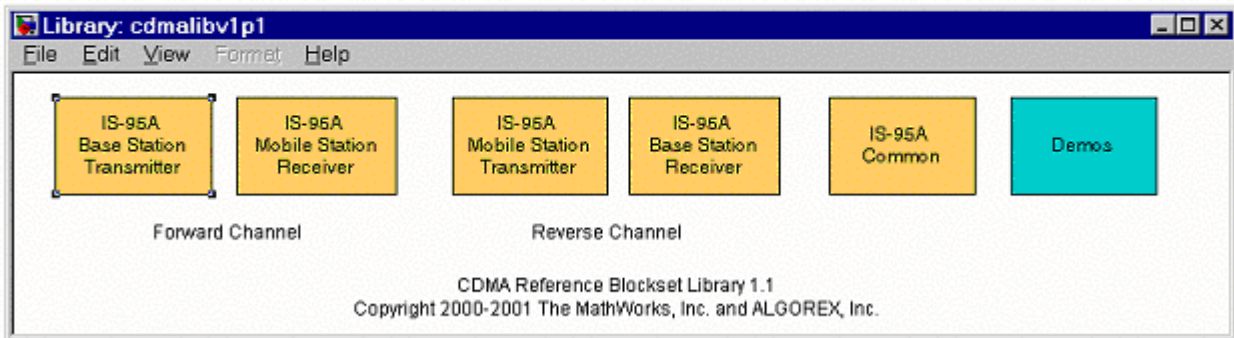 Library: cdmalibv1p1
File Edit View Format Help
IS-95A
Base Station
Transmitter
IS-95A
Mobile Station
Receiver
IS-95A
Mobile Station
Transmitter
IS-95A
Base Station
Receiver
IS-95A
Common
Demos
Forward Channel
Reverse Channel
CDMA Reference Blockset Library 1.1
Copyright 2000-2001 The MathWorks, Inc. and ALGOREX, Inc.